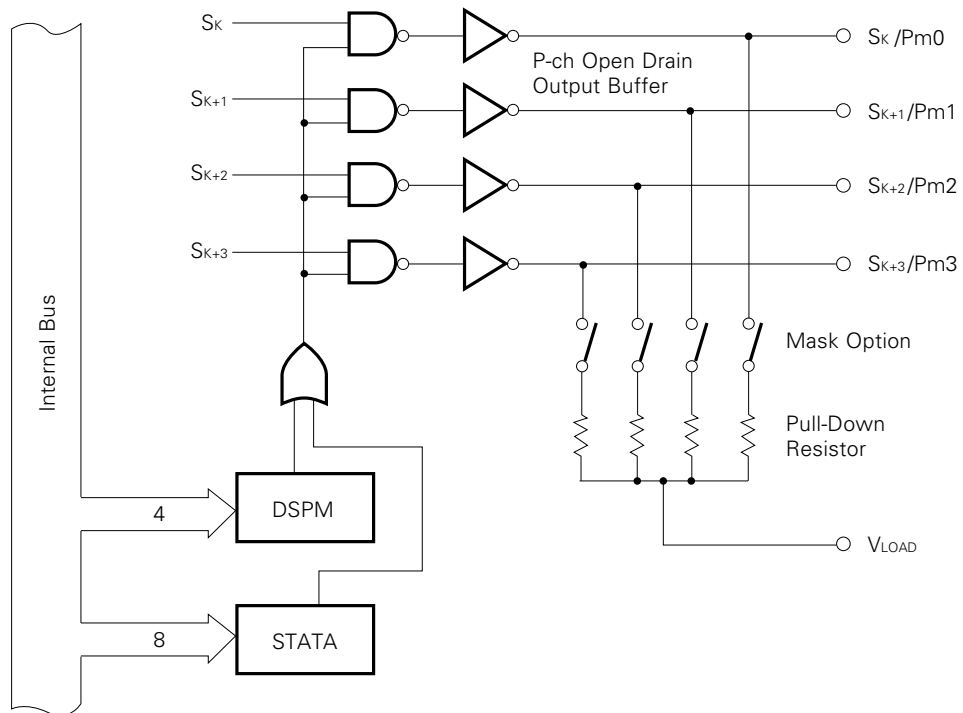 SK
SK/Pm0
P-ch Open Drain
Output Buffer
SK+1
SK+1/Pm1
SK+2
SK+2/Pm2
SK+3
SK+3/Pm3
Mask Option
Internal Bus
Pull-Down
Resistor
4
DSPM
VLOAD
8
STATA